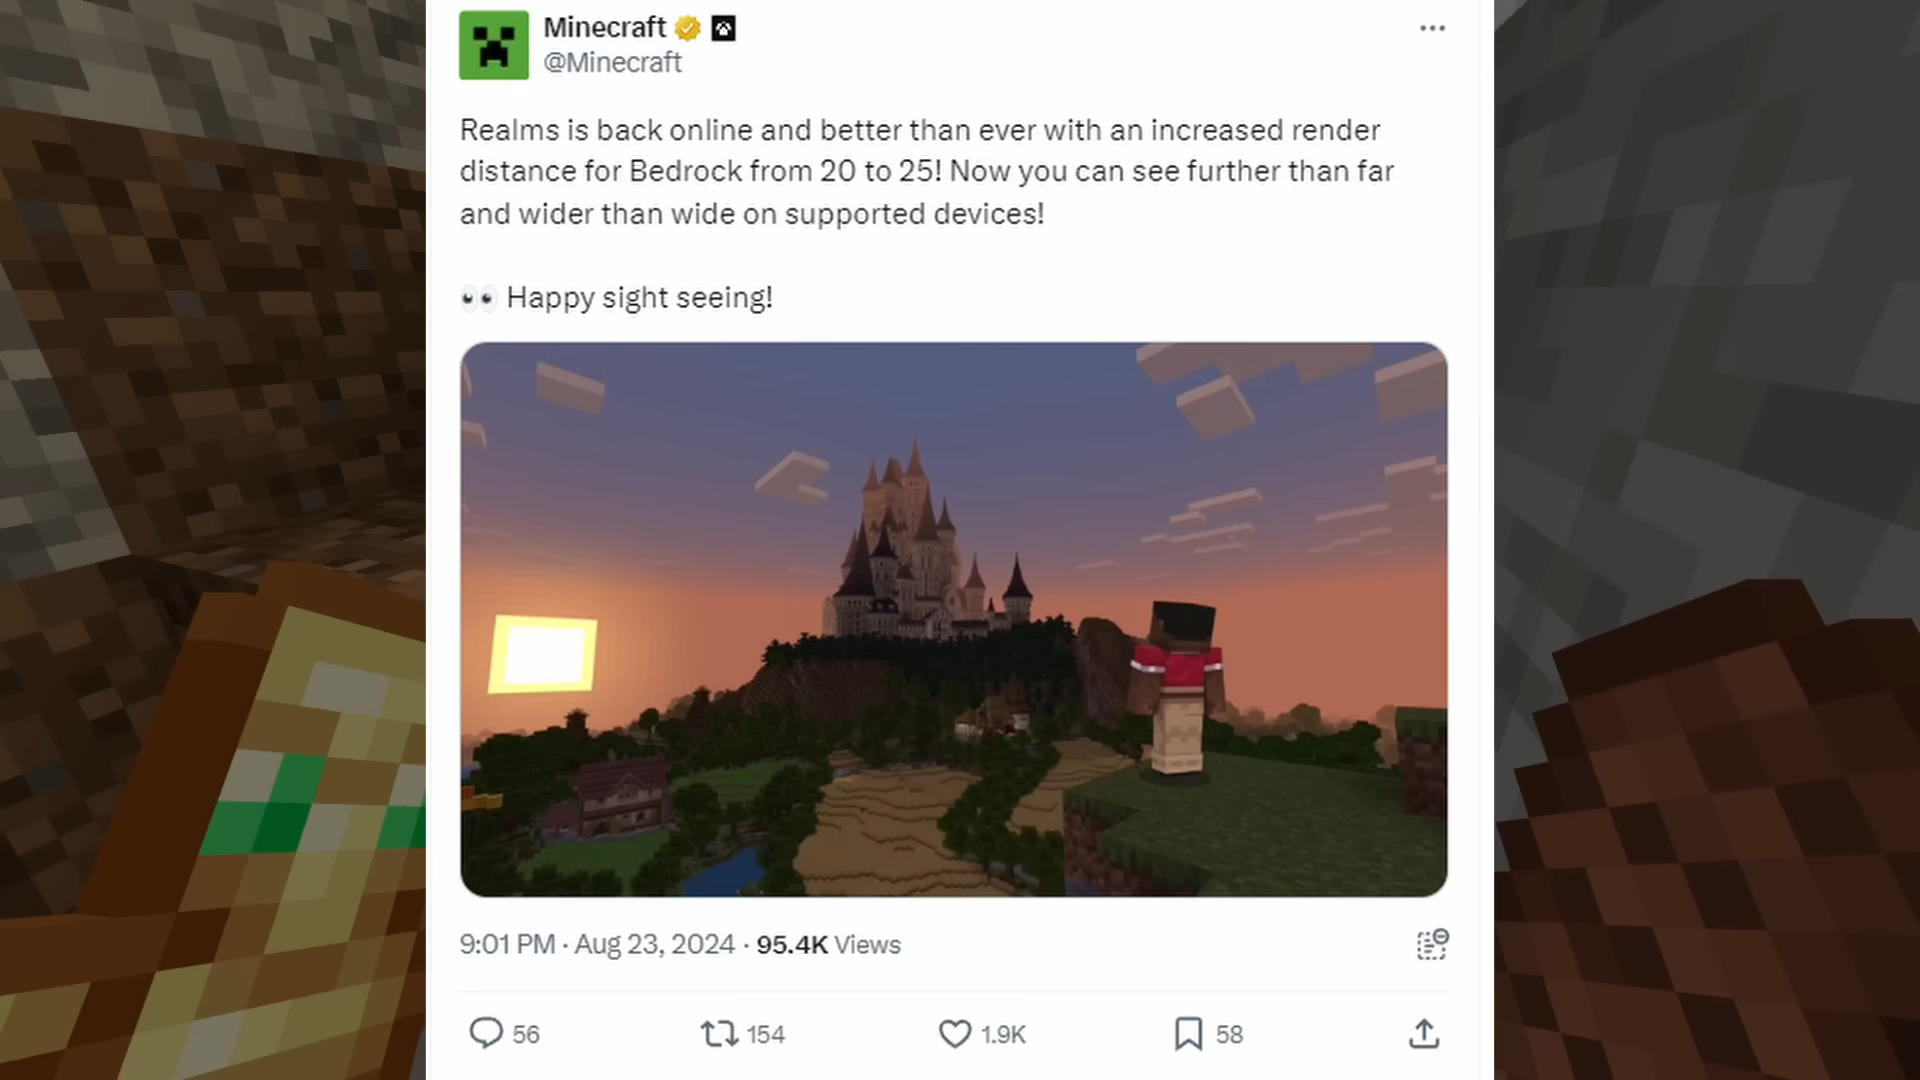 Minecraft
@Minecraft
Realms is back online and better than ever with an increased render
distance for Bedrock from 20 to 25! Now you can see further than far
and wider than wide on supported devices!
👀 Happy sight seeing!
9:01 PM · Aug 23, 2024 · 95.4K Views
56 154 1.9K 58